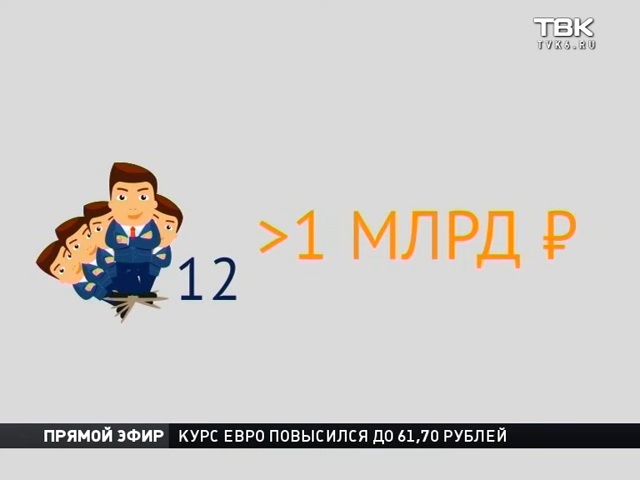 ТВК
TVK6.RU
>1 МЛРД ₽
12
ПРЯМОЙ ЭФИР КУРС ЕВРО ПОВЫСИЛСЯ ДО 61,70 РУБЛЕЙ